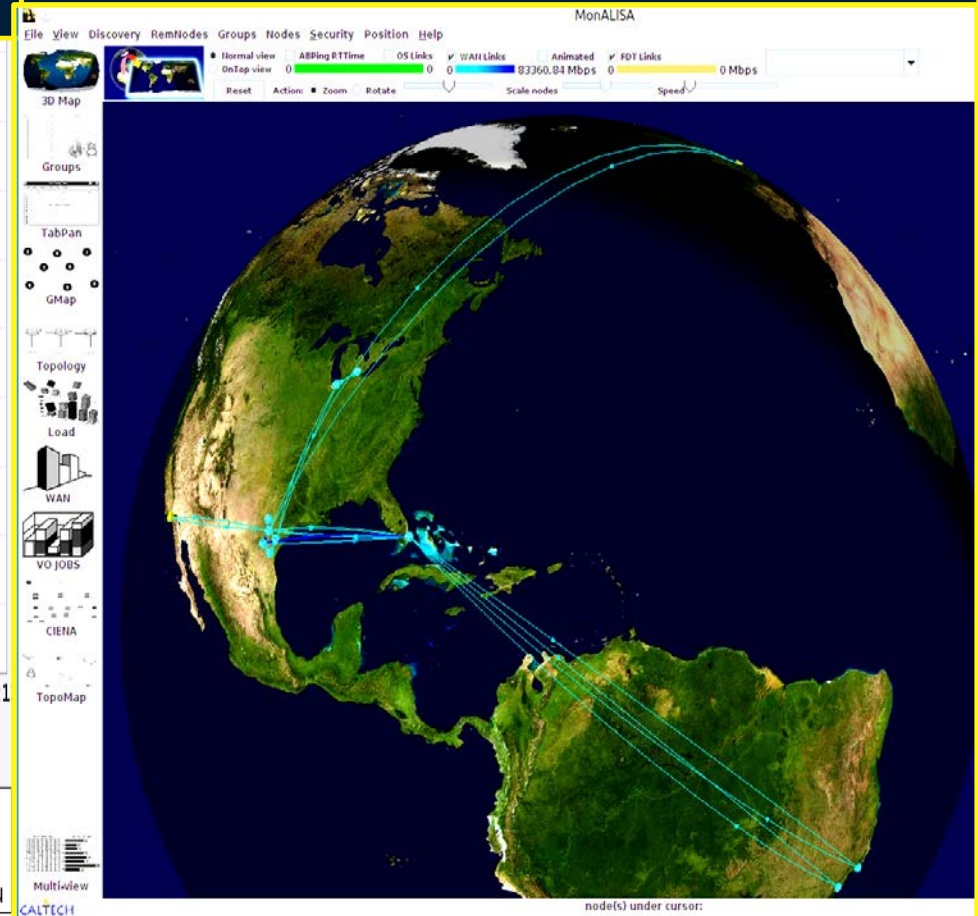 MonALISA
File View Discovery RemNodes Groups Nodes Security Position Help
Normal view ABPing RTTime OS Links WAN Links Animated FDT Links
OnTop view 0 0 0 83360.84 Mbps 0 0 Mbps
Reset Action: Zoom Rotate Scale nodes Speed
3D Map
Groups
TabPan
GMap
Topology
Load
WAN
VO JOBS
CIENA
TopoMap
1
Multi-view
CALTECH
node(s) under cursor: